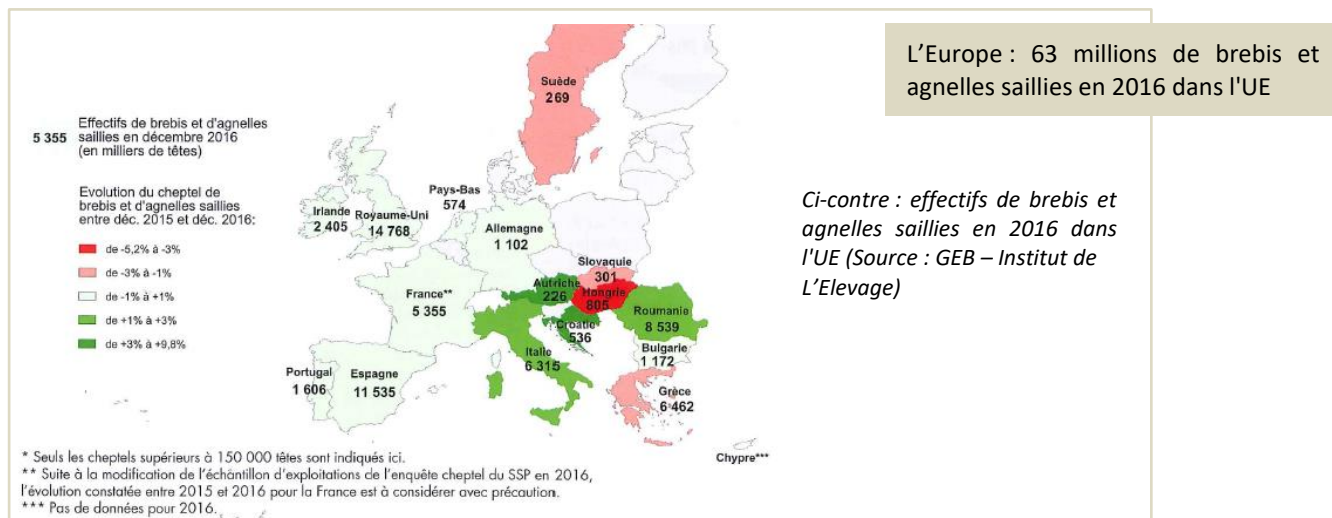 L'Europe : 63 millions de brebis et
agnelles saillies en 2016 dans l'UE
5 355
Effectifs de brebis et d'agnelles
saillies en décembre 2016
(en milliers de têtes)
Evolution du cheptel de
brebis et d'agnelles saillies
entre déc. 2015 et déc. 2016:
de -5,2% à -3%
de -3% à -1%
de -1% à +1%
de +1% à +3%
de +3% à +9,8%
Suède
269
Pays-Bas
574
Irlande
2 405
Royaume-Uni
14 768
Allemagne
1 102
Slovaquie
301
Autriche
226
Hongrie
805
France**
5 355
Roumanie
8 539
Croatie
536
Bulgarie
1 172
Italie
6 315
Portugal
1 606
Espagne
11 535
Grèce
6 462
Chypre***
Ci-contre : effectifs de brebis et
agnelles saillies en 2016 dans
l'UE (Source : GEB – Institut de
L'Elevage)
* Seuls les cheptels supérieurs à 150 000 têtes sont indiqués ici.
** Suite à la modification de l'échantillon d'exploitations de l'enquête cheptel du SSP en 2016,
l'évolution constatée entre 2015 et 2016 pour la France est à considérer avec précaution.
*** Pas de données pour 2016.